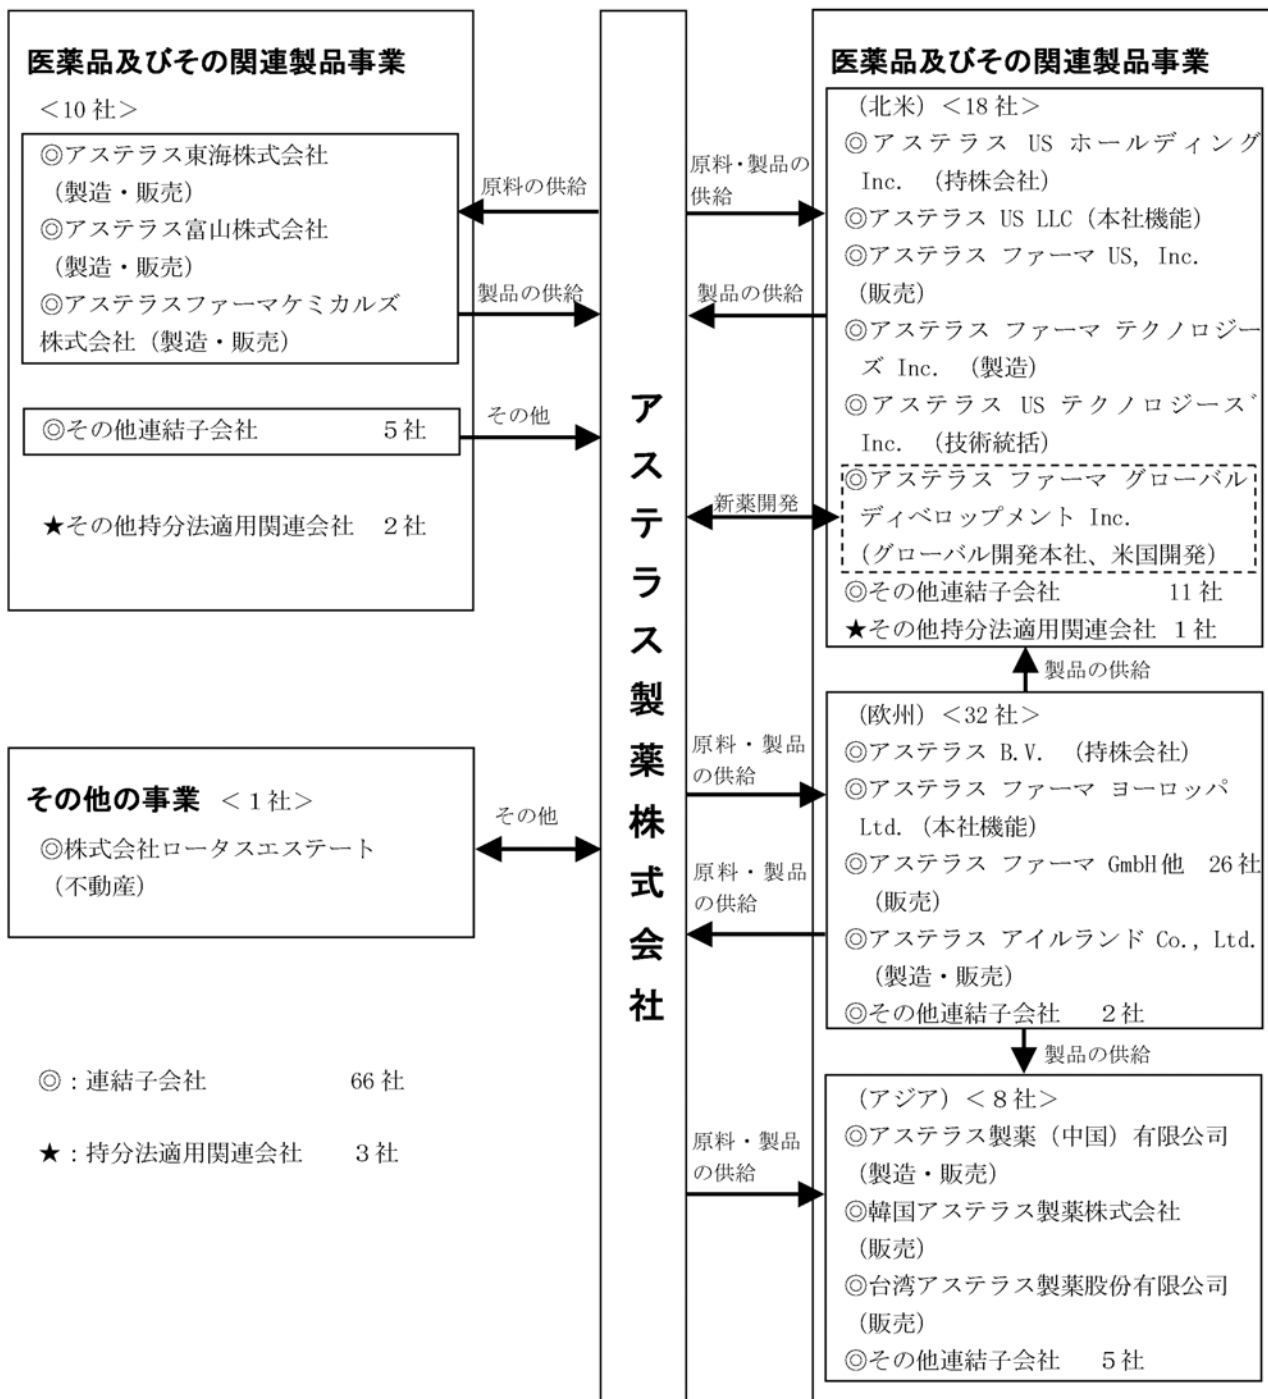 医薬品及びその関連製品事業
＜10 社＞
◎アステラス東海株式会社
（製造・販売）
◎アステラス富山株式会社
（製造・販売）
◎アステラスファーマケミカルズ
株式会社（製造・販売）
◎その他連結子会社 5 社
★その他持分法適用関連会社 2 社
その他の事業 ＜1 社＞
◎株式会社ロータスエステート
（不動産）
◎：連結子会社 66 社
★：持分法適用関連会社 3 社
原料の供給
製品の供給
その他
その他
アステラス製薬株式会社
原料・製品の
供給
製品の供給
新薬開発
原料・製品
の供給
原料・製品
の供給
原料・製品
の供給
医薬品及びその関連製品事業
（北米）＜18 社＞
◎アステラス US ホールディング
Inc. （持株会社）
◎アステラス US LLC（本社機能）
◎アステラス ファーマ US, Inc.
（販売）
◎アステラス ファーマ テクノロジー
ズ Inc. （製造）
◎アステラス US テクノロジーズ
Inc. （技術統括）
◎アステラス ファーマ グローバル
ディベロップメント Inc.
（グローバル開発本社、米国開発）
◎その他連結子会社 11 社
★その他持分法適用関連会社 1 社
製品の供給
（欧州）＜32 社＞
◎アステラス B.V. （持株会社）
◎アステラス ファーマ ヨーロッパ
Ltd.（本社機能）
◎アステラス ファーマ GmbH他 26 社
（販売）
◎アステラス アイルランド Co., Ltd.
（製造・販売）
◎その他連結子会社 2 社
製品の供給
（アジア）＜8 社＞
◎アステラス製薬（中国）有限公司
（製造・販売）
◎韓国アステラス製薬株式会社
（販売）
◎台湾アステラス製薬股份有限公司
（販売）
◎その他連結子会社 5 社